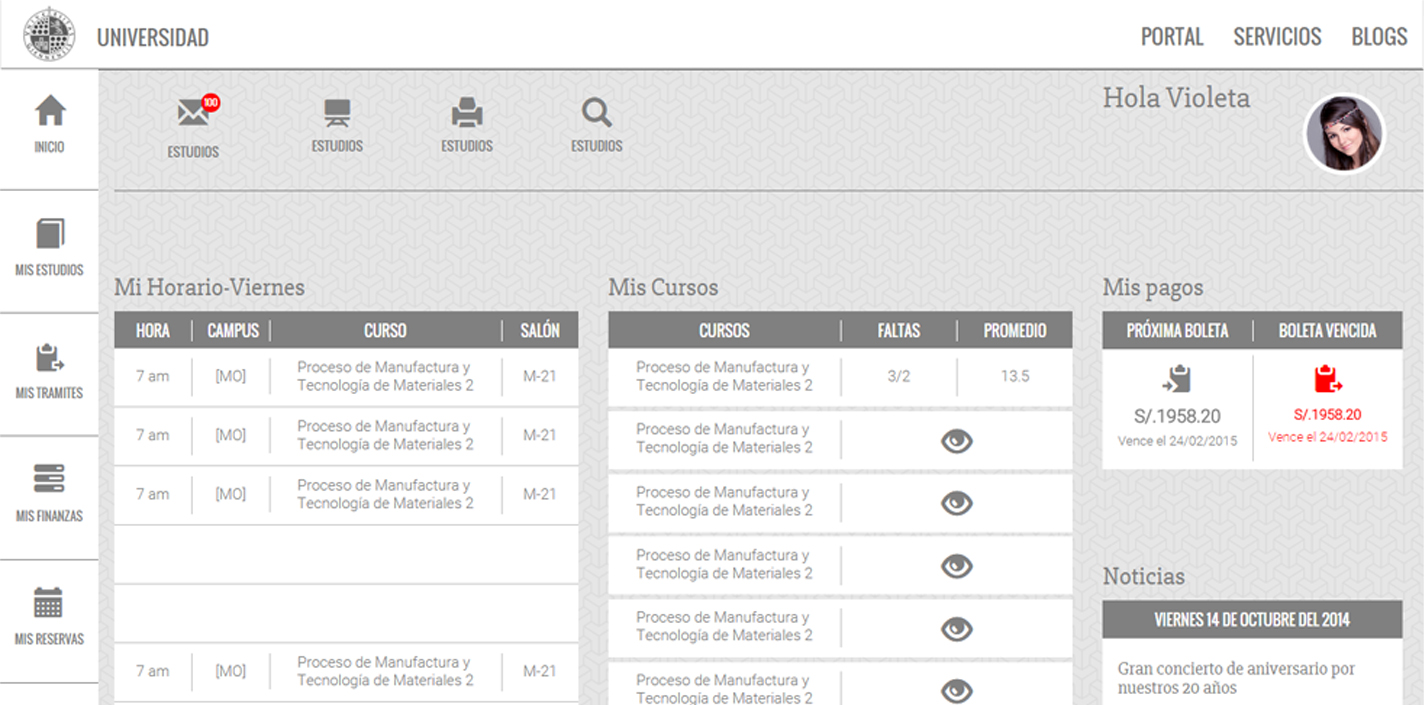 UNIVERSIDAD
PORTAL SERVICIOS BLOGS
INICIO
MIS ESTUDIOS
MIS TRAMITES
MIS FINANZAS
MIS RESERVAS
100
ESTUDIOS ESTUDIOS ESTUDIOS ESTUDIOS
Hola Violeta
Mi Horario-Viernes
HORA CAMPUS CURSO SALÓN
7 am [MO] Proceso de Manufactura y
Tecnología de Materiales 2 M-21
7 am [MO] Proceso de Manufactura y
Tecnología de Materiales 2 M-21
7 am [MO] Proceso de Manufactura y
Tecnología de Materiales 2 M-21
7 am [MO] Proceso de Manufactura y
Tecnología de Materiales 2 M-21
Mis Cursos
CURSOS FALTAS PROMEDIO
Proceso de Manufactura y
Tecnología de Materiales 2 3/2 13.5
Proceso de Manufactura y
Tecnología de Materiales 2
Proceso de Manufactura y
Tecnología de Materiales 2
Proceso de Manufactura y
Tecnología de Materiales 2
Proceso de Manufactura y
Tecnología de Materiales 2
Proceso de Manufactura y
Tecnología de Materiales 2
Mis pagos
PRÓXIMA BOLETA BOLETA VENCIDA
S/.1958.20 S/.1958.20
Vence el 24/02/2015 Vence el 24/02/2015
Noticias
VIERNES 14 DE OCTUBRE DEL 2014
Gran concierto de aniversario por
nuestros 20 años